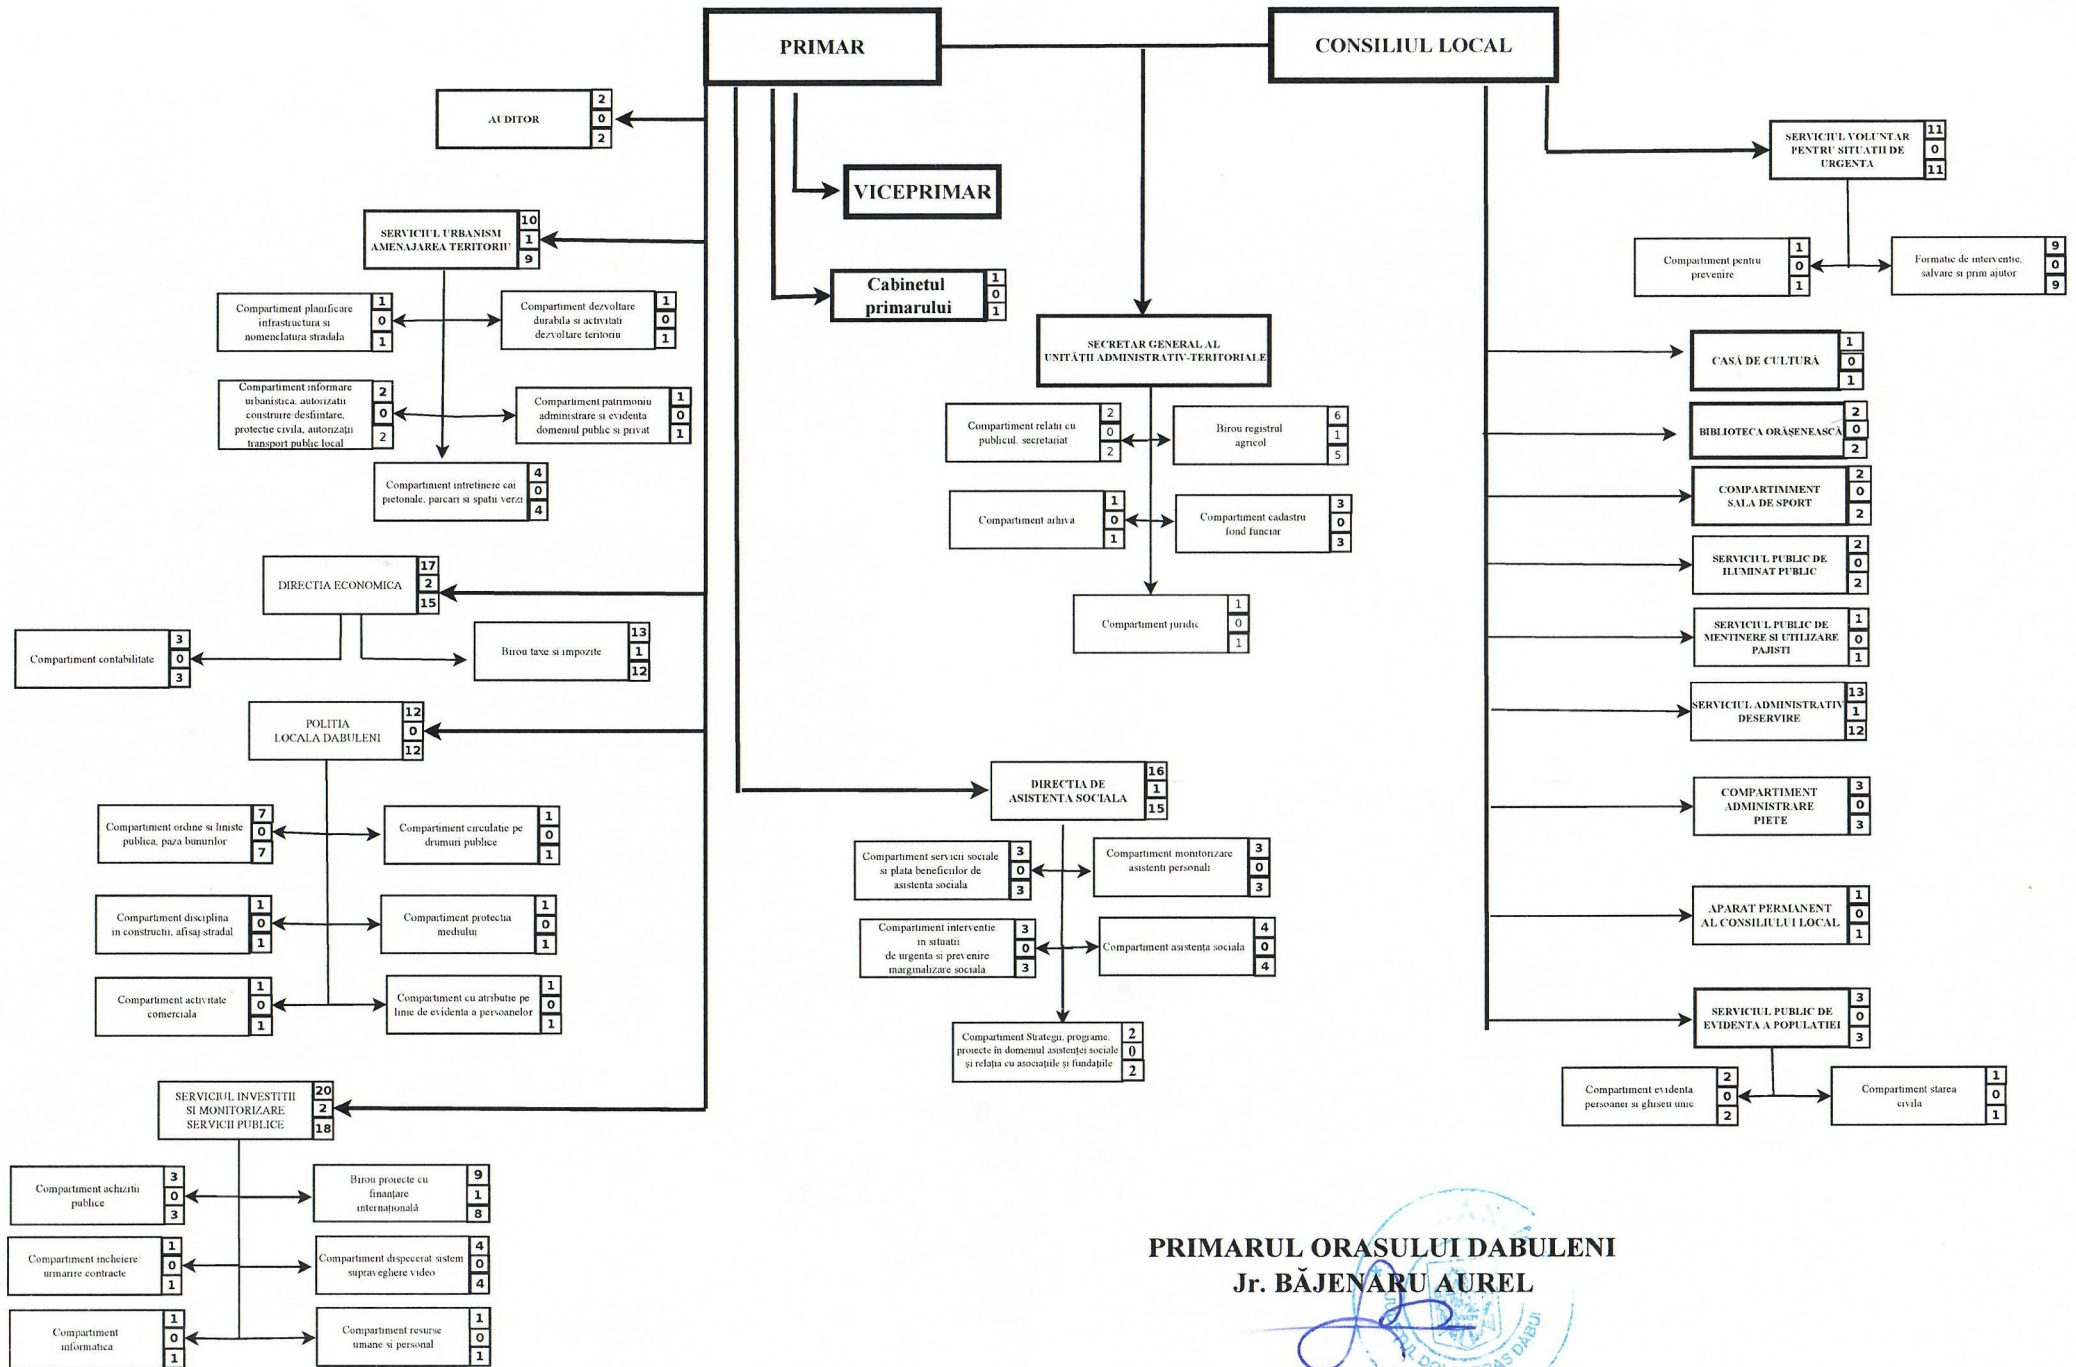 PRIMAR
CONSILIUL LOCAL
AUDITOR
2
0
2
VICEPRIMAR
SERVICIUL VOLUNTAR
PENTRU SITUATII DE
URGENTA
11
0
11
SERVICIUL URBANISM
AMENAJAREA TERITORIU
10
1
9
Compartiment pentru
prevenire
1
0
1
Formatie de interventie,
salvare si prim ajutor
9
0
9
Cabinetul
primarului
1
0
1
Compartiment planificare
infrastructura si
nomenclatura stradala
1
0
1
Compartiment dezvoltare
durabila si activitati
dezvoltare teritoriu
1
0
1
SECRETAR GENERAL AL
UNITĂȚII ADMINISTRATIV-TERITORIALE
CASĂ DE CULTURĂ
1
0
1
Compartiment informare
urbanistica, autorizatii
construire desfiintare,
protectie civila, autorizații
transport public local
2
0
2
Compartiment patrimoniu
administrare si evidenta
domeniul public si privat
1
0
1
Compartiment relatii cu
publicul, secretariat
2
0
2
Birou registrul
agricol
6
1
5
BIBLIOTECA ORĂȘENEASCĂ
2
0
2
Compartiment intretinere cai
pietonale, parcari si spatii verzi
4
0
4
COMPARTIMMENT
SALA DE SPORT
2
0
2
Compartiment arhiva
1
0
1
Compartiment cadastru
fond funciar
3
0
3
DIRECTIA ECONOMICA
17
2
15
SERVICIUL PUBLIC DE
ILUMINAT PUBLIC
2
0
2
Compartiment juridic
1
0
1
Compartiment contabilitate
3
0
3
Birou taxe si impozite
13
1
12
SERVICIUL PUBLIC DE
MENTINERE SI UTILIZARE
PAJISTI
1
0
1
POLITIA
LOCALA DABULENI
12
0
12
SERVICIUL ADMINISTRATIV
DESERVIRE
13
1
12
DIRECTIA DE
ASISTENTA SOCIALA
16
1
15
COMPARTIMENT
ADMINISTRARE
PIETE
3
0
3
Compartiment ordine si liniste
publica, paza bunurilor
7
0
7
Compartiment circulatie pe
drumuri publice
1
0
1
Compartiment servicii sociale
si plata beneficiilor de
asistenta sociala
3
0
3
Compartiment monitorizare
asistenti personali
3
0
3
Compartiment disciplina
in constructii, afisaj stradal
1
0
1
Compartiment protectia
mediului
1
0
1
Compartiment interventie
in situatii
de urgenta si prevenire
marginalizare sociala
3
0
3
Compartiment asistența sociala
4
0
4
APARAT PERMANENT
AL CONSILIULUI LOCAL
1
0
1
Compartiment activitate
comerciala
1
0
1
Compartiment cu atributie pe
linie de evidenta a persoanelor
1
0
1
SERVICIUL PUBLIC DE
EVIDENTA A POPULATIEI
3
0
3
Compartiment Strategii, programe,
proiecte în domeniul asistenței sociale
și relația cu asociațiile și fundațiile
2
0
2
SERVICIUL INVESTITII
SI MONITORIZARE
SERVICII PUBLICE
20
2
18
Compartiment evidenta
persoanei si ghiseu unic
2
0
2
Compartiment starea
civila
1
0
1
Compartiment achizitii
publice
3
0
3
Birou proiecte cu
finanțare
internațională
9
1
8
Compartiment incheiere/
urmarire contracte
1
0
1
Compartiment dispecerat sistem
supraveghere video
4
0
4
Compartiment
informatica
1
0
1
Compartiment resurse
umane si personal
1
0
1
PRIMARUL ORASULUI DABULENI
Jr. BĂJENARU AUREL